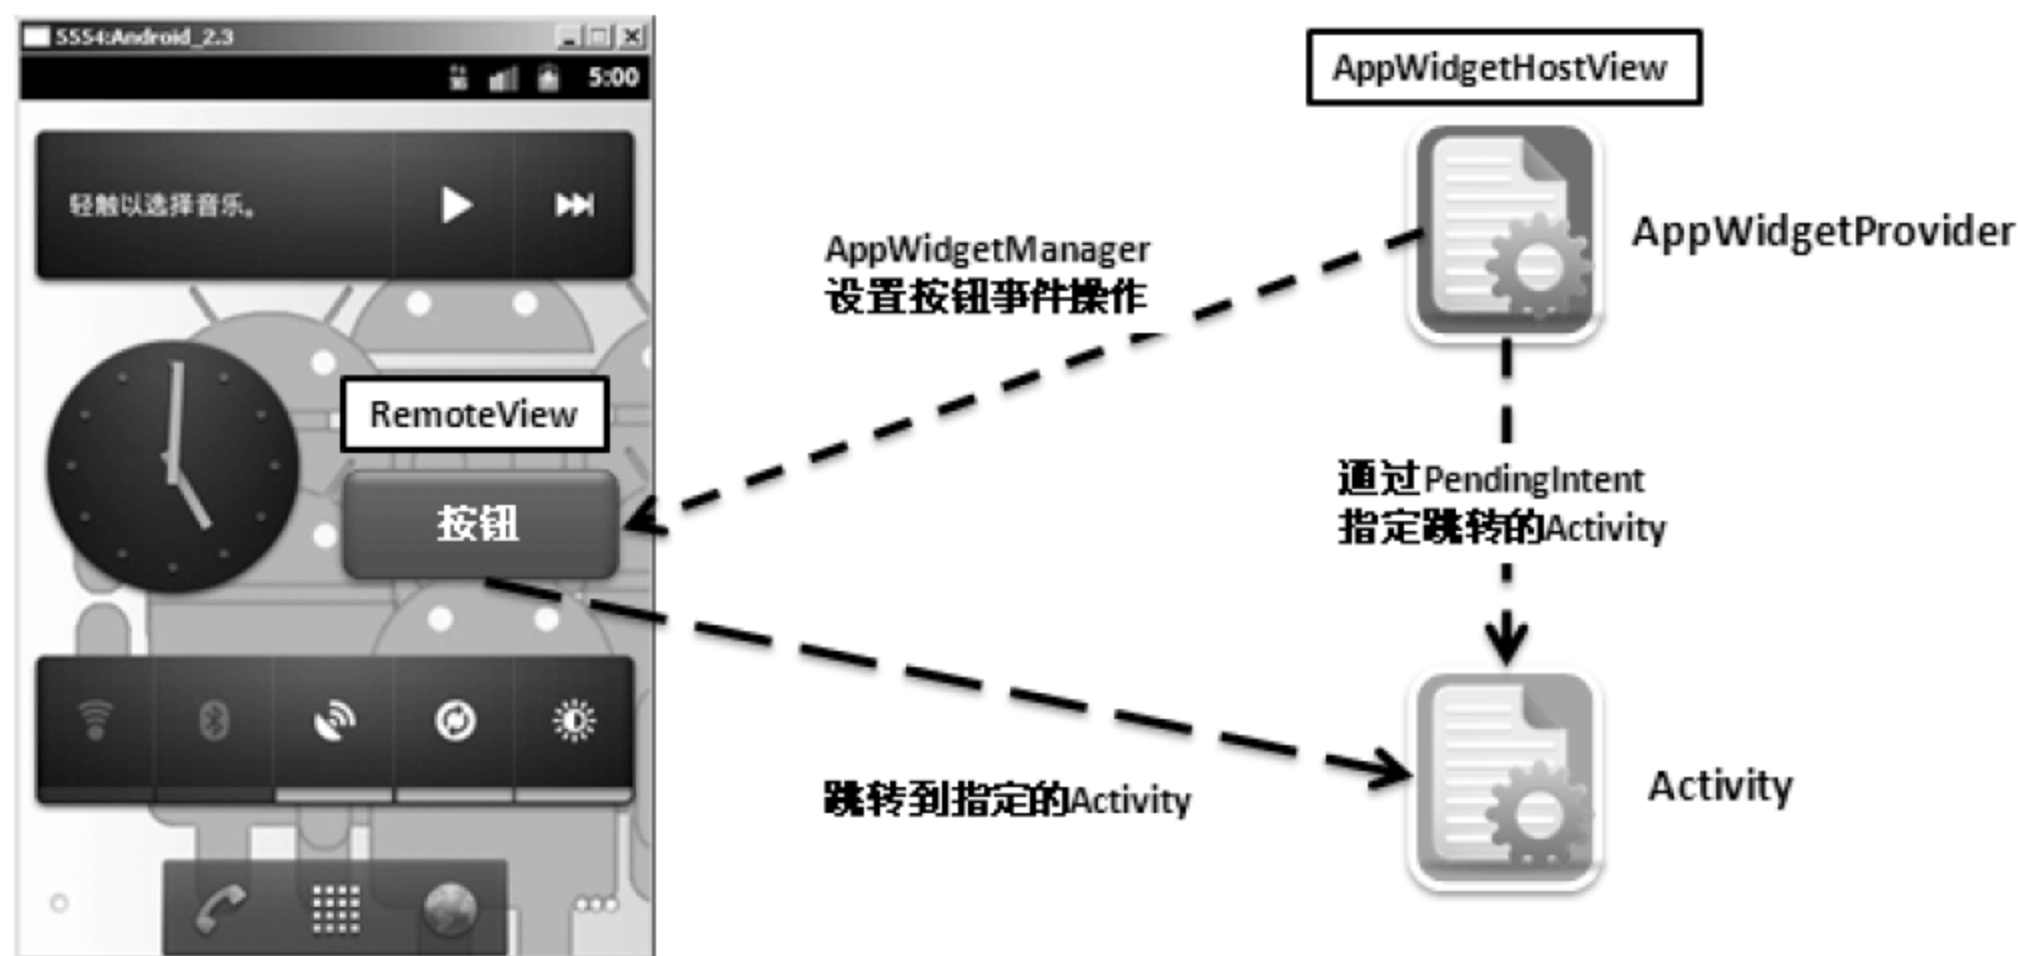 5554:Android_2.3
5:00
轻触以选择音乐。
RemoteView
按钮
AppWidgetManager
设置按钮事件操作
跳转到指定的Activity
AppWidgetHostView
AppWidgetProvider
通过PendingIntent
指定跳转的Activity
Activity